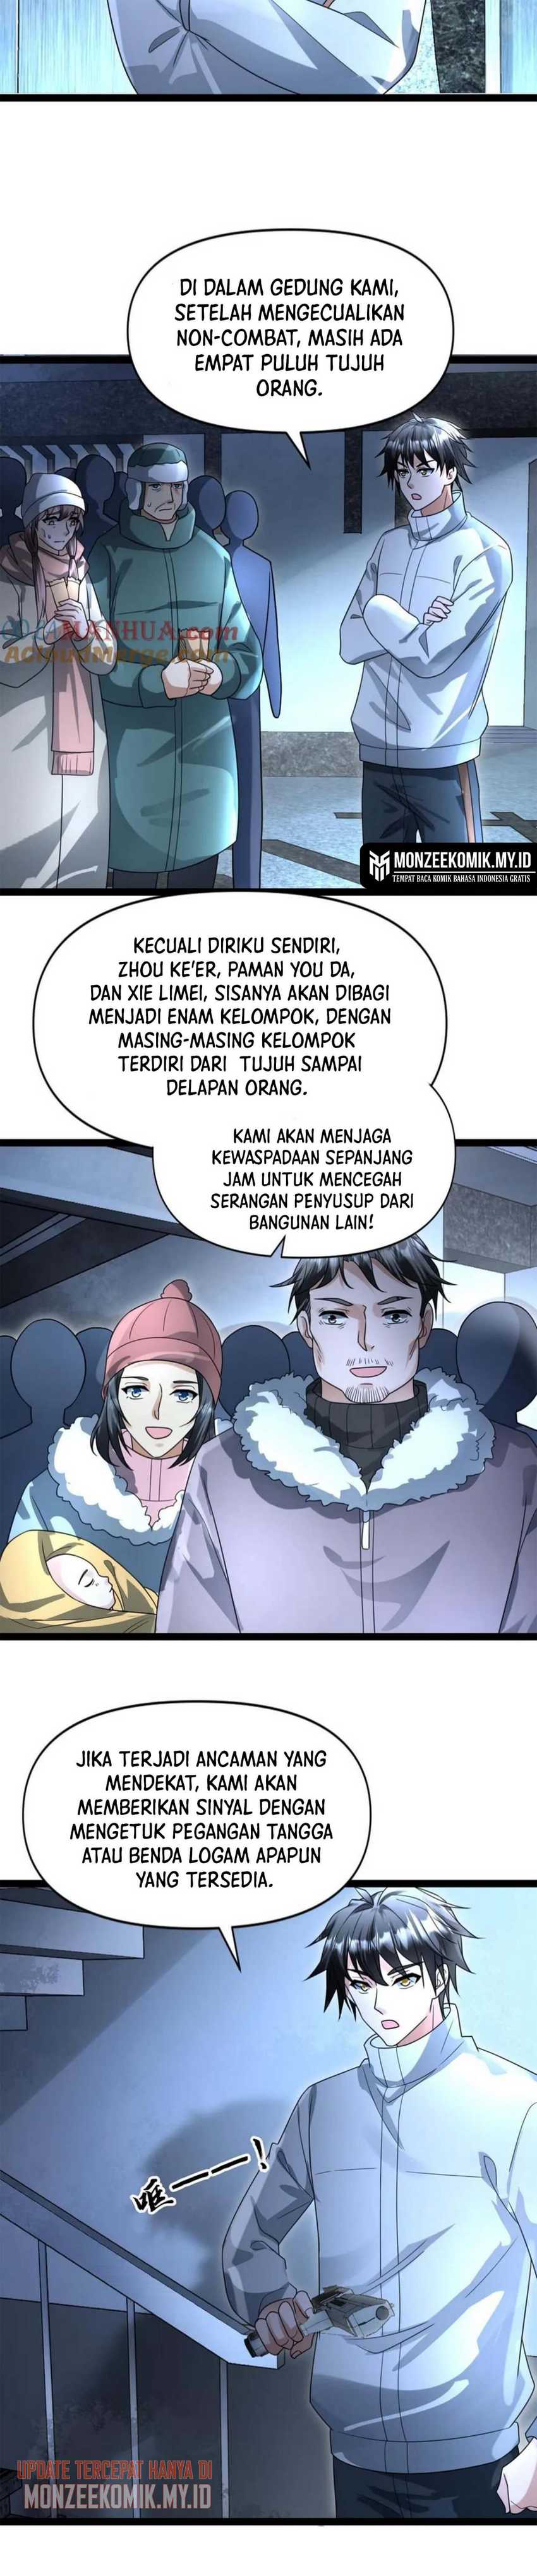 DI DALAM GEDUNG KAMI,
SETELAH MENGECUALIKAN
NON-COMBAT, MASIH ADA
EMPAT PULUH TUJUH
ORANG.
MANHUA.com
ACloudMerge.com
MONZEEKOMIK.MY.ID
TEMPAT BACA KOMIK BAHASA INDONESIA GRATIS
KECUALI DIRIKU SENDIRI,
ZHOU KE'ER, PAMAN YOU DA,
DAN XIE LIMEI, SISANYA AKAN DIBAGI
MENJADI ENAM KELOMPOK, DENGAN
MASING-MASING KELOMPOK
TERDIRI DARI TUJUH SAMPAI
DELAPAN ORANG.
KAMI AKAN MENJAGA
KEWASPADAAN SEPANJANG
JAM UNTUK MENCEGAH
SERANGAN PENYUSUP DARI
BANGUNAN LAIN!
JIKA TERJADI ANCAMAN YANG
MENDEKAT, KAMI AKAN
MEMBERIKAN SINYAL DENGAN
MENGETUK PEGANGAN TANGGA
ATAU BENDA LOGAM APAPUN
YANG TERSEDIA.
哐——!
UPDATE TERCEPAT HANYA DI
MONZEEKOMIK.MY.ID